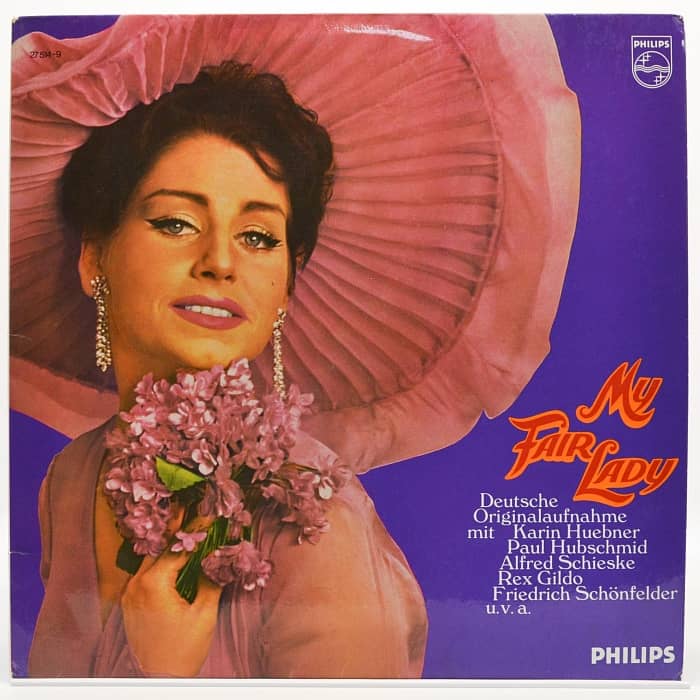 27 514-9
PHILIPS
My
Fair
Lady
Deutsche
Originalaufnahme
mit Karin Huebner
Paul Hubschmid
Alfred Schieske
Rex Gildo
Friedrich Schönfelder
u.v.a.
PHILIPS